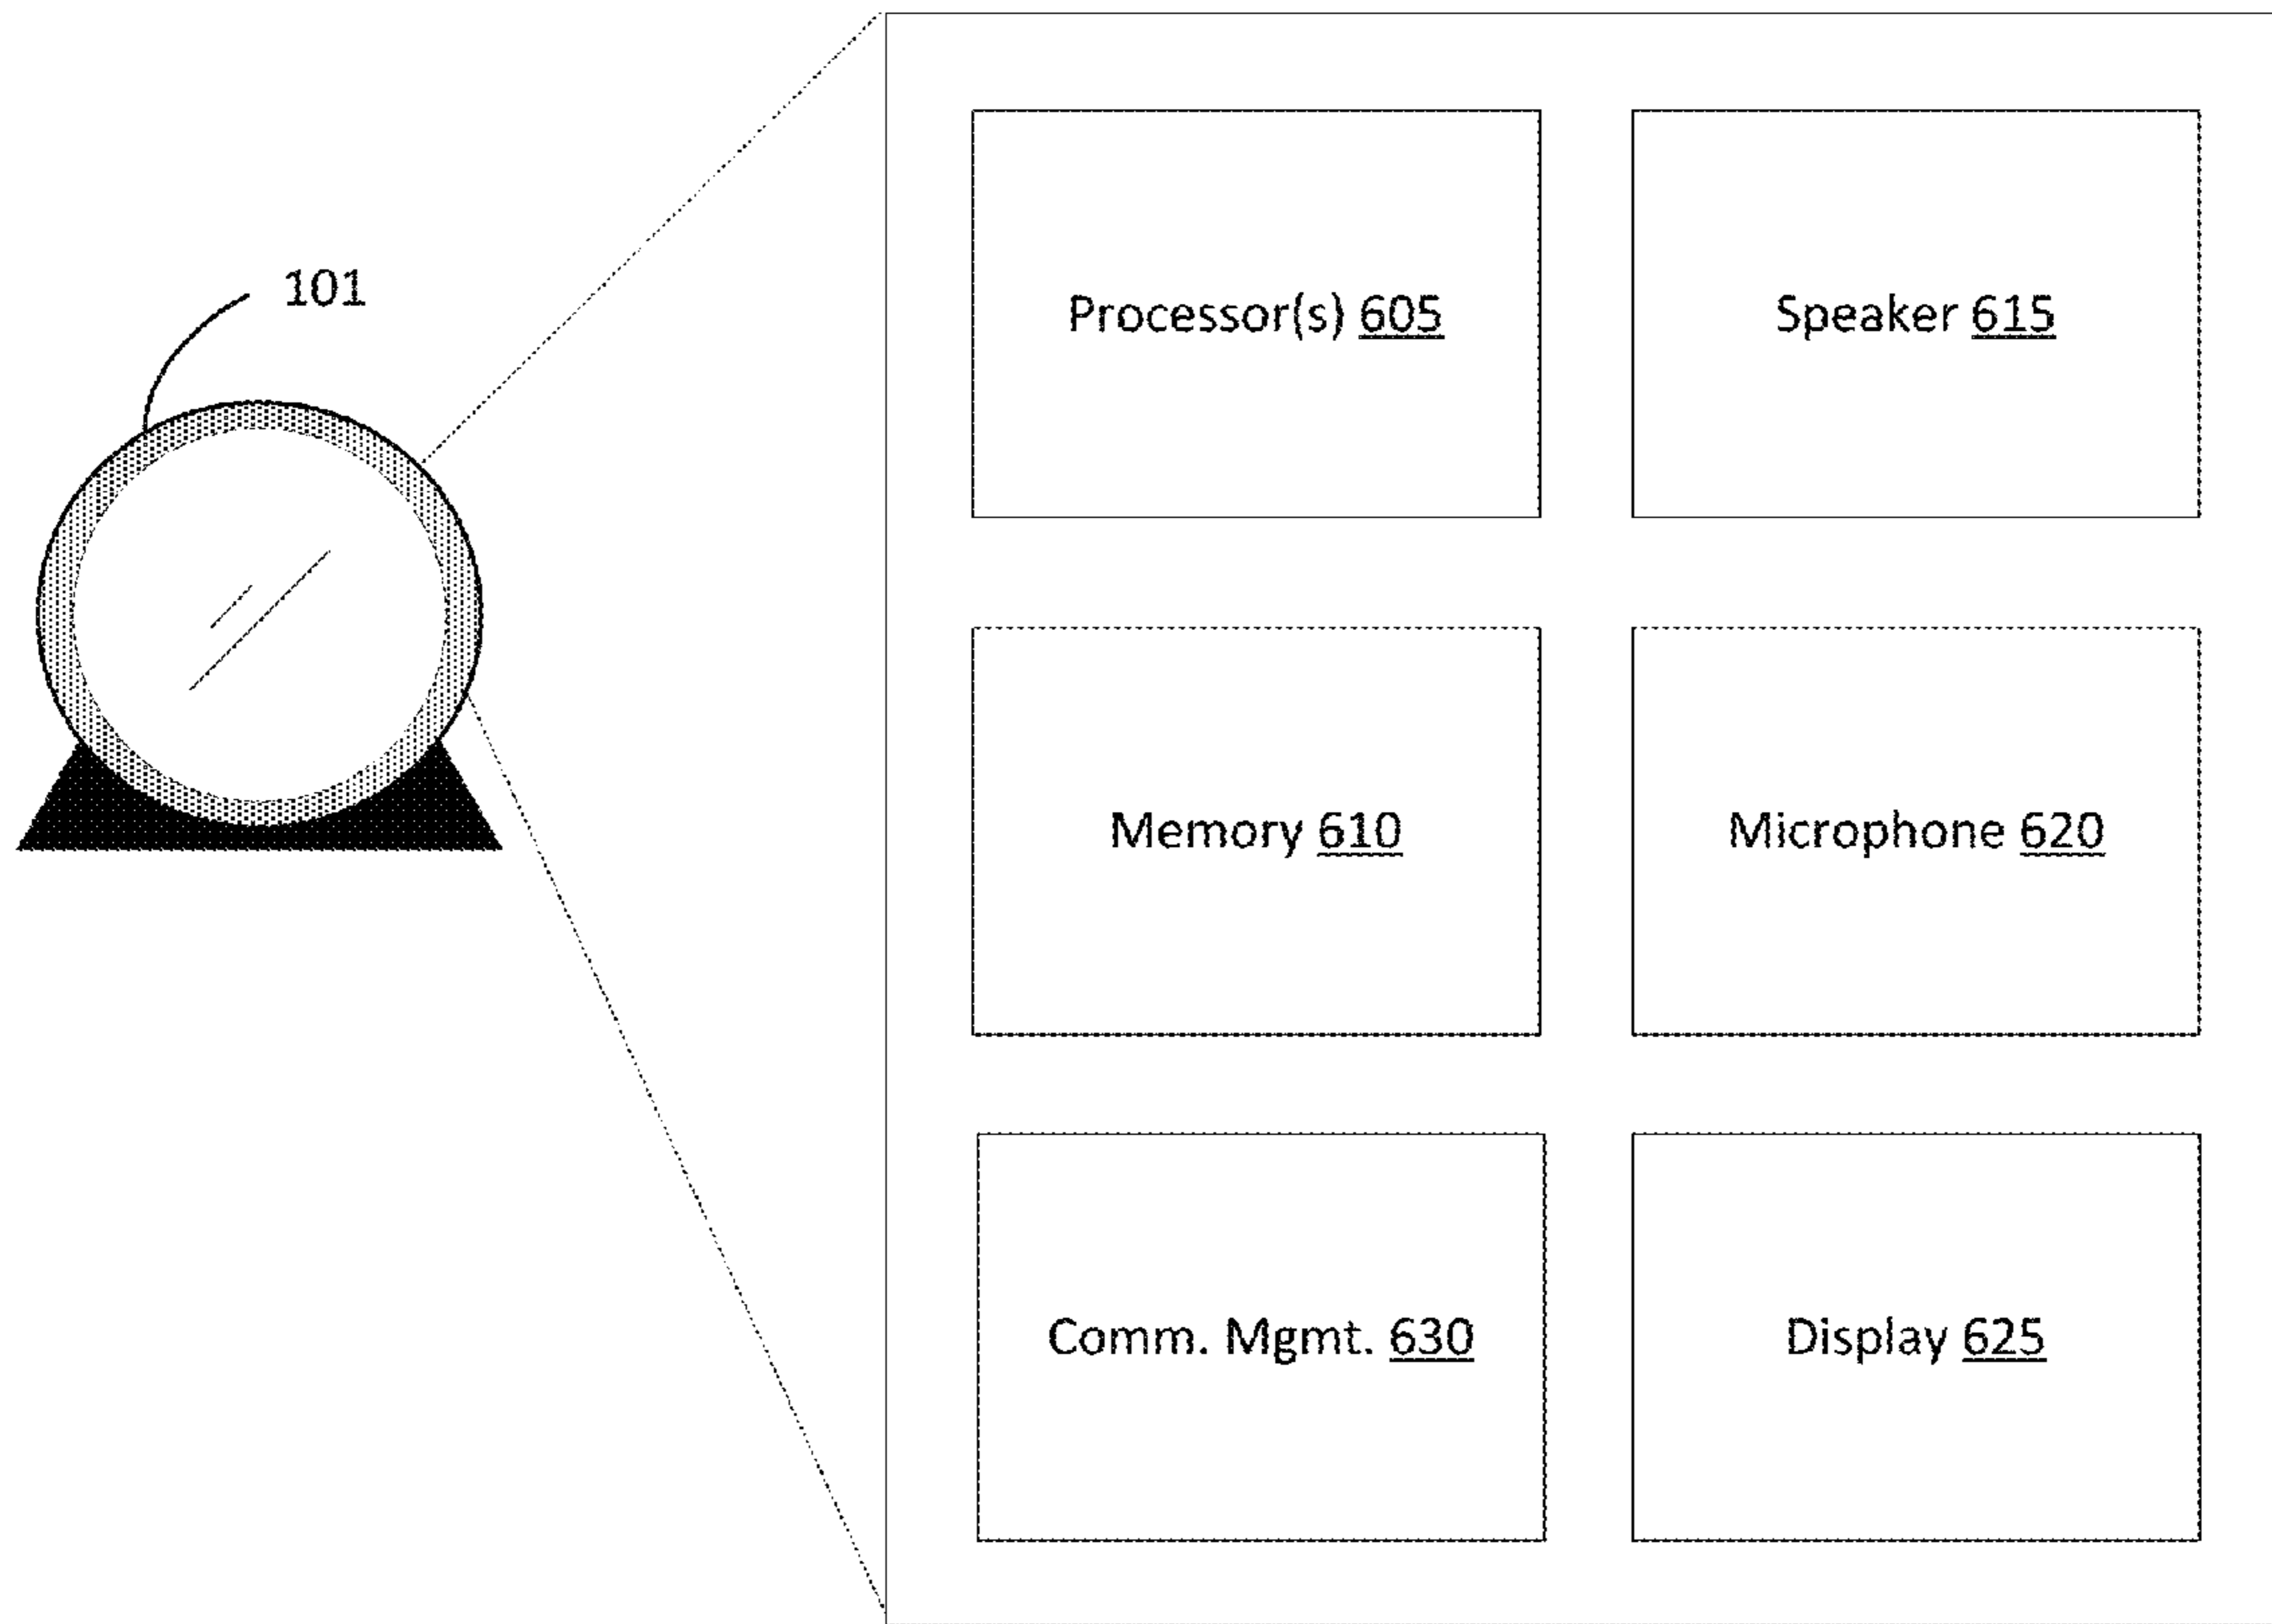 101
Processor(s) 605
Speaker 615
Memory 610
Microphone 620
Comm. Mgmt. 630
Display 625